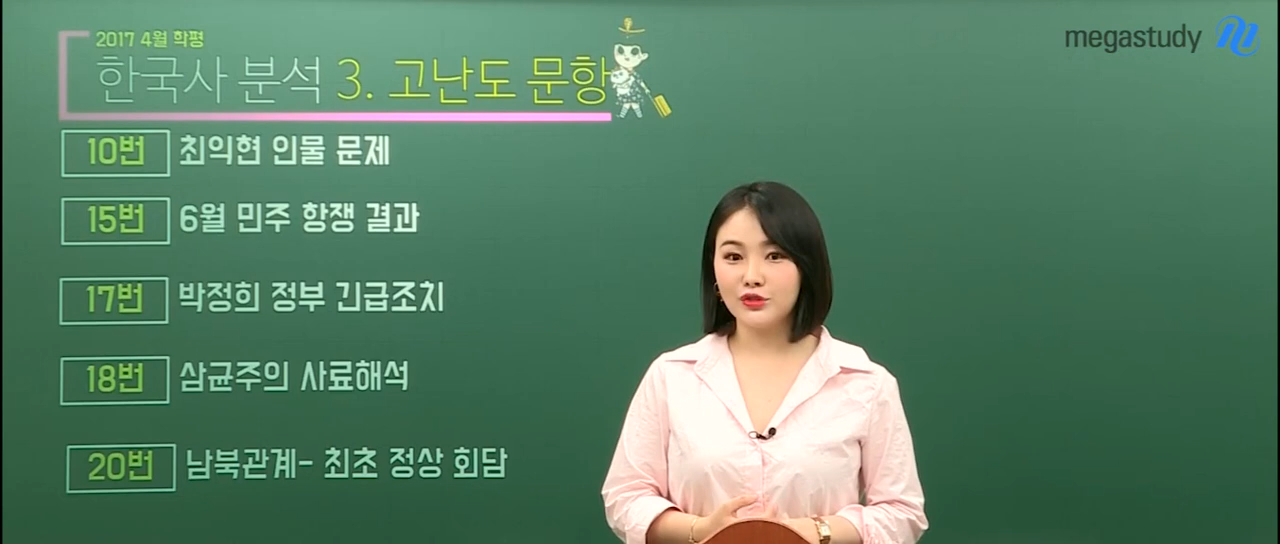 2017 4월 학평
megastudy
한국사 분석 3. 고난도 문항
10번 최익현 인물 문제
15번 6월 민주 항쟁 결과
17번 박정희 정부 긴급조치
18번 삼균주의 사료해석
20번 남북관계- 최초 정상 회담